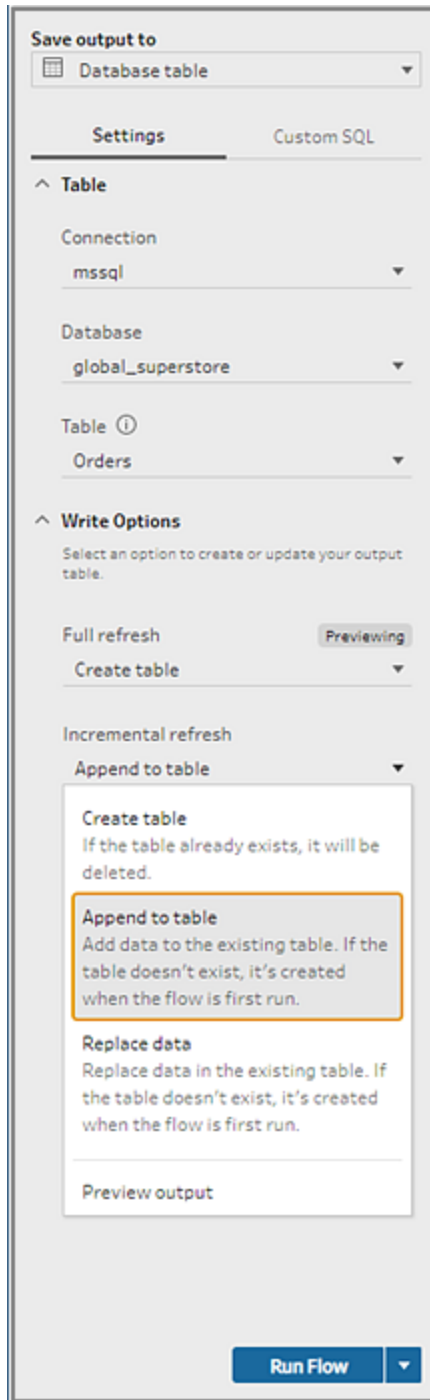 Save output to
Database table
Settings
Custom SQL
Table
Connection
mssql
Database
global_superstore
Table
Orders
Write Options
Select an option to create or update your output
table.
Full refresh
Previewing
Create table
Incremental refresh
Append to table
Create table
If the table already exists, it will be
deleted.
Append to table
Add data to the existing table. If the
table doesn't exist, it's created
when the flow is first run.
Replace data
Replace data in the existing table. If
the table doesn't exist, it's created
when the flow is first run.
Preview output
Run Flow